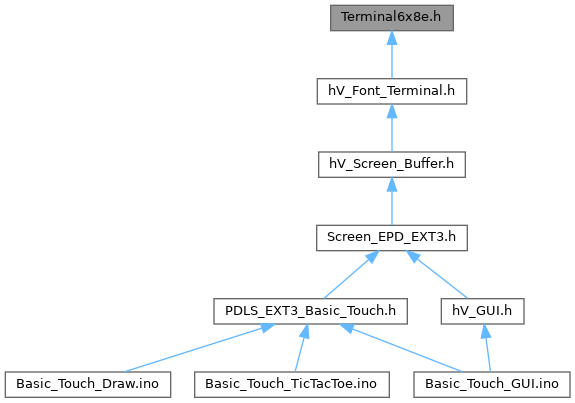 Terminal6x8e.h
hV_Font_Terminal.h
hV_Screen_Buffer.h
Screen_EPD_EXT3.h
PDLS_EXT3_Basic_Touch.h
hV_GUI.h
Basic_Touch_Draw.ino
Basic_Touch_TicTacToe.ino
Basic_Touch_GUI.ino